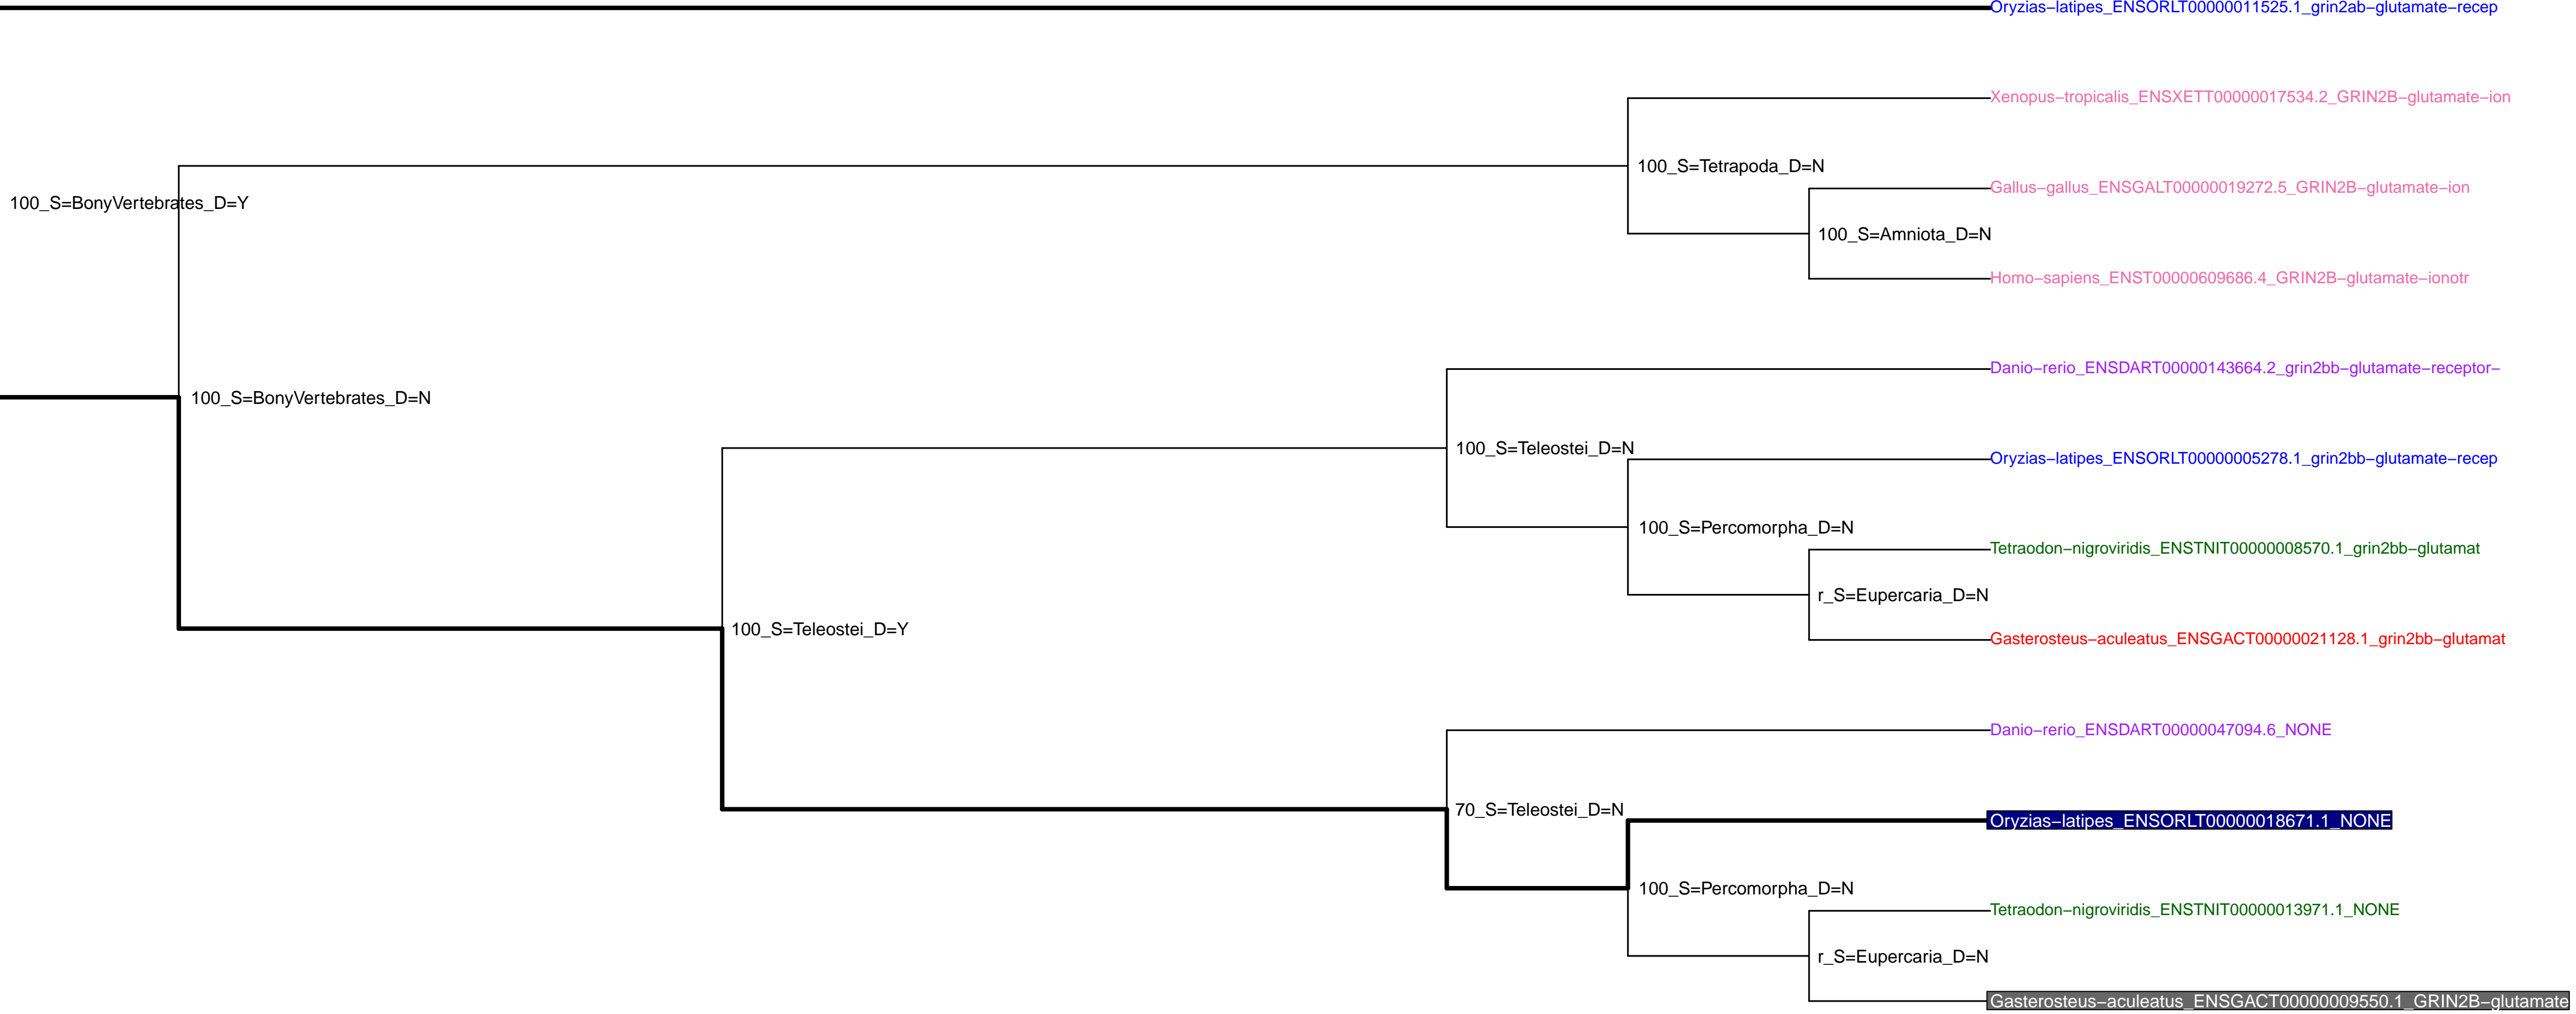 Oryzias−latipes_ENSORLT00000011525.1_grin2ab−glutamate−recep
Xenopus−tropicalis_ENSXETT00000017534.2_GRIN2B−glutamate−ion
100_S=Tetrapoda_D=N
Gallus−gallus_ENSGALT00000019272.5_GRIN2B−glutamate−ion
100_S=BonyVertebrates_D=Y
100_S=Amniota_D=N
Homo−sapiens_ENST00000609686.4_GRIN2B−glutamate−ionotr
Danio−rerio_ENSDART00000143664.2_grin2bb−glutamate−receptor−
100_S=BonyVertebrates_D=N
100_S=Teleostei_D=N
Oryzias−latipes_ENSORLT00000005278.1_grin2bb−glutamate−recep
100_S=Percomorpha_D=N
Tetraodon−nigroviridis_ENSTNIT00000008570.1_grin2bb−glutamat
r_S=Eupercaria_D=N
100_S=Teleostei_D=Y
Gasterosteus−aculeatus_ENSGACT00000021128.1_grin2bb−glutamat
Danio−rerio_ENSDART00000047094.6_NONE
70_S=Teleostei_D=N
Oryzias−latipes_ENSORLT00000018671.1_NONE
100_S=Percomorpha_D=N
Tetraodon−nigroviridis_ENSTNIT00000013971.1_NONE
r_S=Eupercaria_D=N
Gasterosteus−aculeatus_ENSGACT00000009550.1_GRIN2B−glutamate